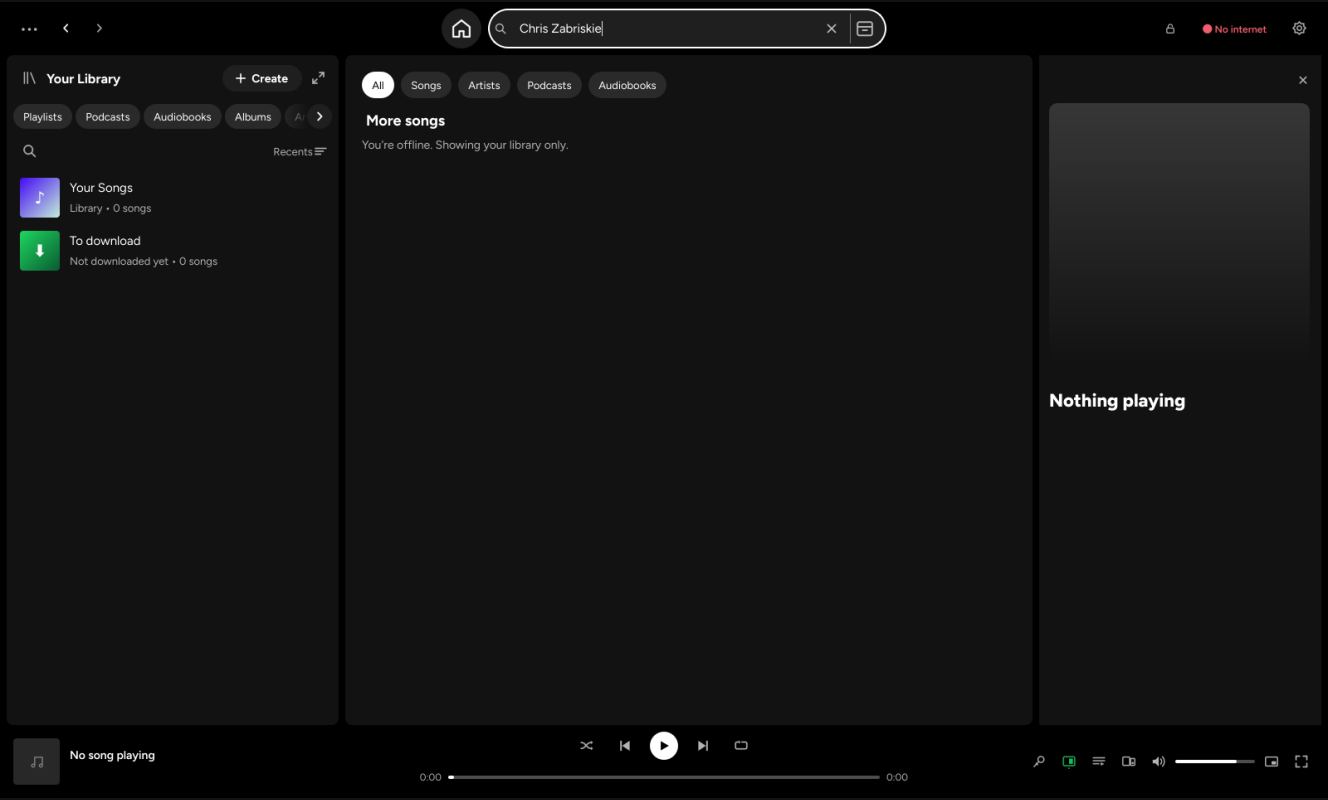 Chris Zabriskie
No internet
Your Library
Create
Playlists
Podcasts
Audiobooks
Albums
Recents
Your Songs
Library • 0 songs
To download
Not downloaded yet • 0 songs
All
Songs
Artists
Podcasts
Audiobooks
More songs
You're offline. Showing your library only.
Nothing playing
No song playing
0:00
0:00